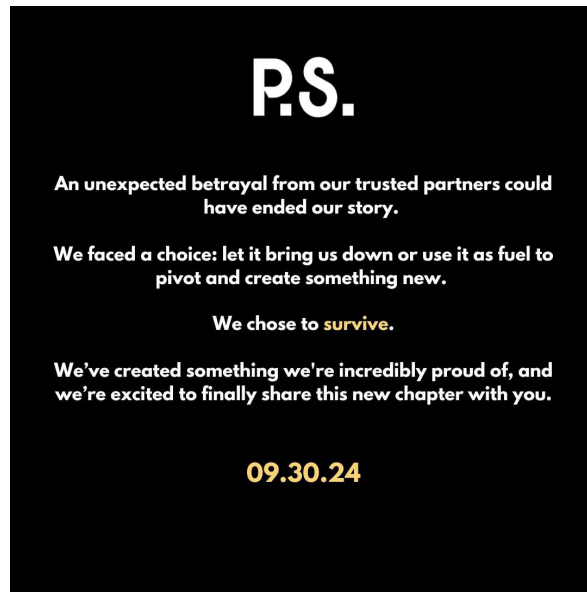 P.S.
An unexpected betrayal from our trusted partners could
have ended our story.
We faced a choice: let it bring us down or use it as fuel to
pivot and create something new.
We chose to survive.
We’ve created something we're incredibly proud of, and
we’re excited to finally share this new chapter with you.
09.30.24